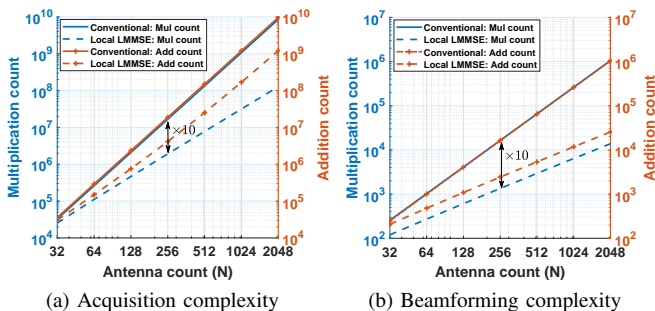 10^10
10^9
10^8
10^7
10^6
10^5
10^4
Multiplication count
Conventional: Mul count
Local LMMSE: Mul count
Conventional: Add count
Local LMMSE: Add count
×10
10^10
10^9
10^8
10^7
10^6
10^5
10^4
Addition count
32 64 128 256 512 1024 2048
Antenna count (N)
(a) Acquisition complexity
10^7
10^6
10^5
10^4
10^3
10^2
Multiplication count
Conventional: Mul count
Local LMMSE: Mul count
Conventional: Add count
Local LMMSE: Add count
×10
10^7
10^6
10^5
10^4
10^3
10^2
Addition count
32 64 128 256 512 1024 2048
Antenna count (N)
(b) Beamforming complexity